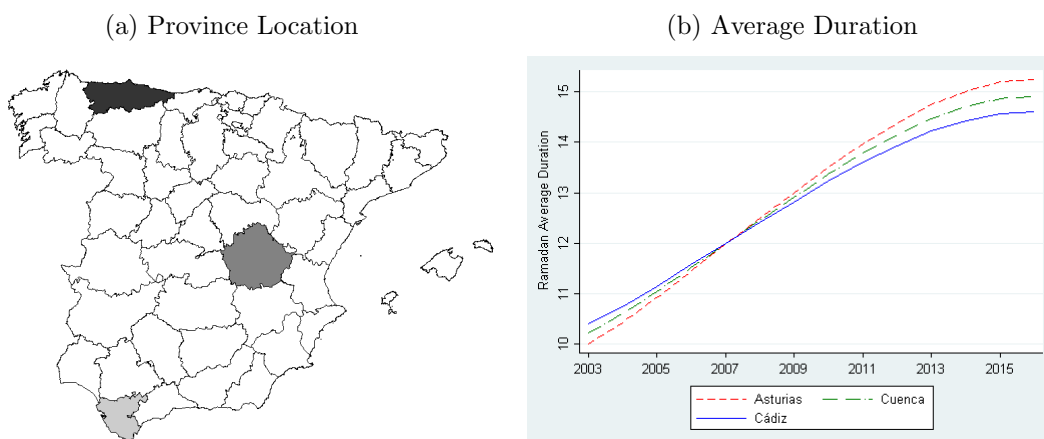 (a) Province Location
(b) Average Duration
Ramadan Average Duration
15
14
13
12
11
10
2003 2005 2007 2009 2011 2013 2015
Asturias Cuenca
Cádiz